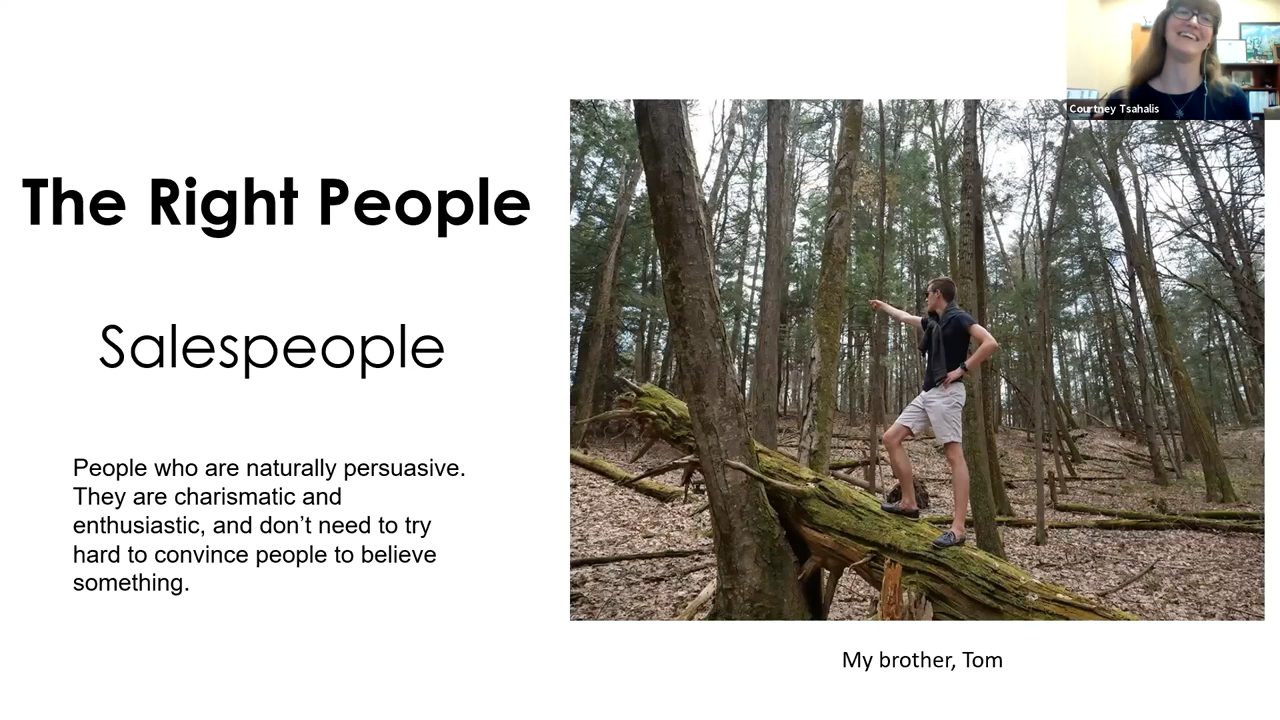 Courtney Tsahalis
The Right People
Salespeople
People who are naturally persuasive.
They are charismatic and
enthusiastic, and don’t need to try
hard to convince people to believe
something.
My brother, Tom